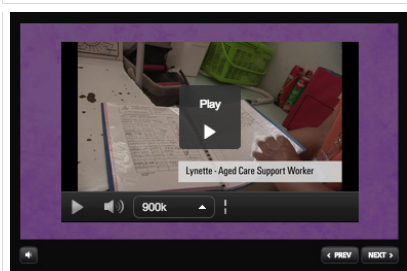 Play
Lynette - Aged Care Support Worker
900k
< PREV NEXT >